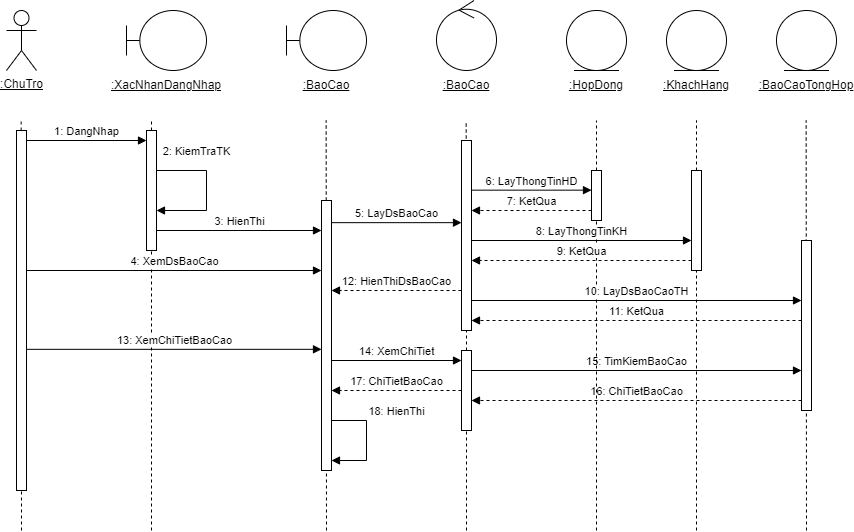 :ChuTro
:XacNhanDangNhap
:BaoCao
:BaoCao
:HopDong
:KhachHang
:BaoCaoTongHop
1: DangNhap
2: KiemTraTK
3: HienThi
4: XemDsBaoCao
5: LayDsBaoCao
6: LayThongTinHD
7: KetQua
8: LayThongTinKH
9: KetQua
10: LayDsBaoCaoTH
11: KetQua
12: HienThiDsBaoCao
13: XemChiTietBaoCao
14: XemChiTiet
15: TimKiemBaoCao
16: ChiTietBaoCao
17: ChiTietBaoCao
18: HienThi